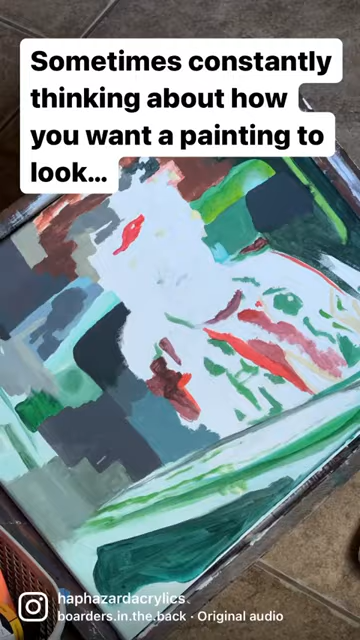 Sometimes constantly
thinking about how
you want a painting to
look...
haphazardacrylics
boarders.in.the.back · Original audio